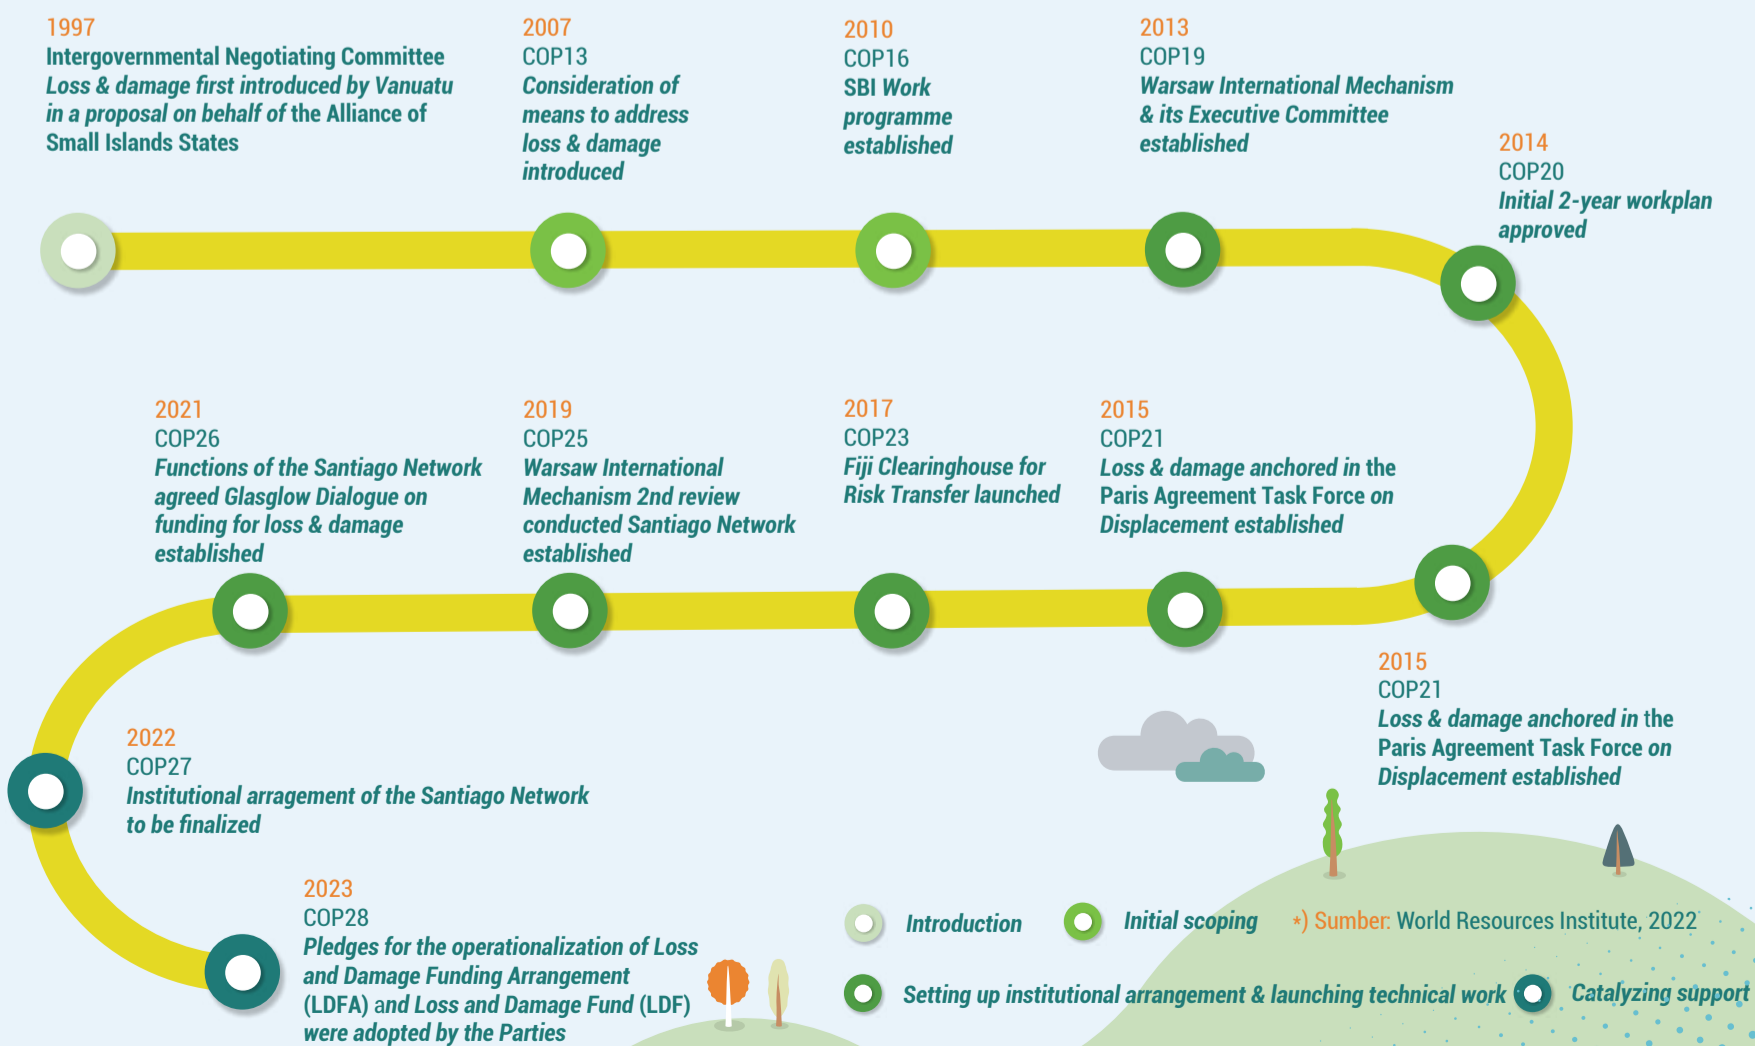 1997
Intergovernmental Negotiating Committee
Loss & damage first introduced by Vanuatu
in a proposal on behalf of the Alliance of
Small Islands States
2007
COP13
Consideration of
means to address
loss & damage
introduced
2010
COP16
SBI Work
programme
established
2013
COP19
Warsaw International Mechanism
& its Executive Committee
established
2014
COP20
Initial 2-year workplan
approved
2021
COP26
Functions of the Santiago Network
agreed Glasglow Dialogue on
funding for loss & damage
established
2019
COP25
Warsaw International
Mechanism 2nd review
conducted Santiago Network
established
2017
COP23
Fiji Clearinghouse for
Risk Transfer launched
2015
COP21
Loss & damage anchored in the
Paris Agreement Task Force on
Displacement established
2015
COP21
Loss & damage anchored in the
Paris Agreement Task Force on
Displacement established
2022
COP27
Institutional arragement of the Santiago Network
to be finalized
2023
COP28
Pledges for the operationalization of Loss
and Damage Funding Arrangement
(LDFA) and Loss and Damage Fund (LDF)
were adopted by the Parties
Introduction
Initial scoping
*) Sumber: World Resources Institute, 2022
Setting up institutional arrangement & launching technical work
Catalyzing support